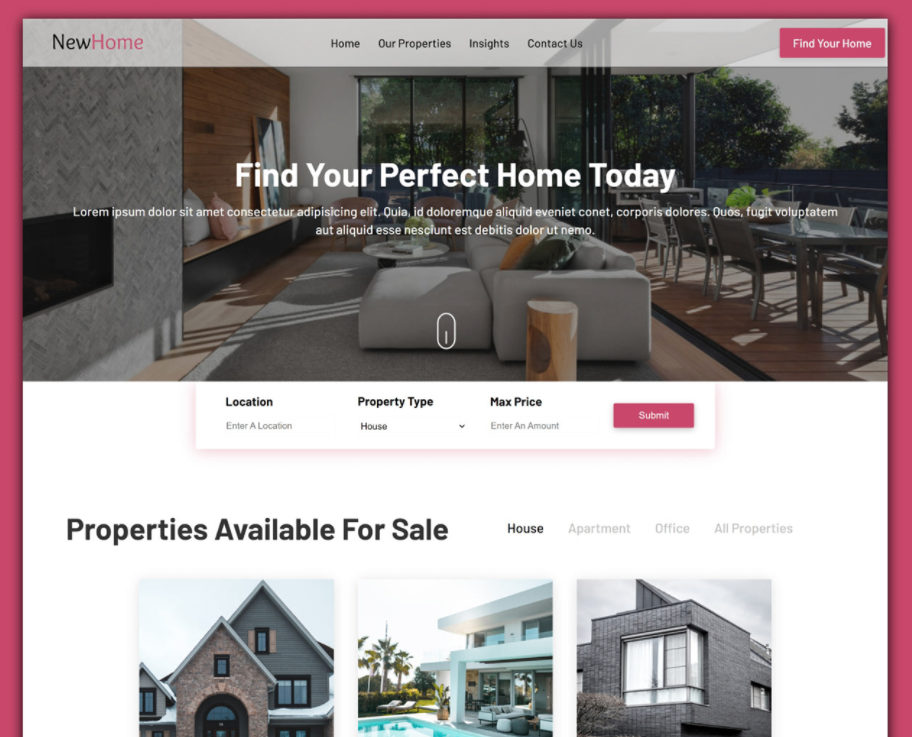 NewHome
Home Our Properties Insights Contact Us
Find Your Home
Find Your Perfect Home Today
Lorem ipsum dolor sit amet consectetur adipisicing elit. Quia, id doloremque aliquid eveniet conet, corporis dolores. Quos, fugit voluptatem
aut aliquid esse nesciunt est debitis dolor ut nemo.
Location Property Type Max Price
Enter A Location House Enter An Amount
Submit
Properties Available For Sale
House Apartment Office All Properties